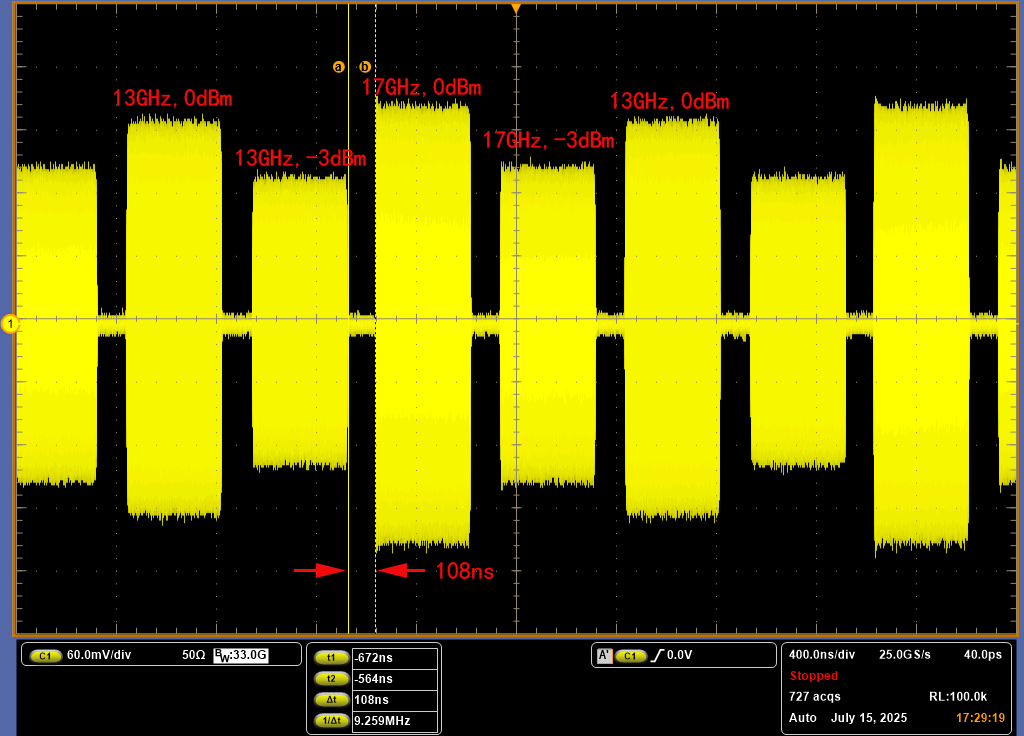 a b
17GHz, 0dBm
13GHz, 0dBm
13GHz, 0dBm
17GHz, -3dBm
13GHz, -3dBm
1
108ns
C1 60.0mV/div 50Ω BW:33.0G
t1 -672ns
t2 -564ns
Δt 108ns
1/Δt 9.259MHz
A' C1 0.0V
400.0ns/div 25.0GS/s 40.0ps
Stopped
727 acqs RL:100.0k
Auto July 15, 2025 17:29:19